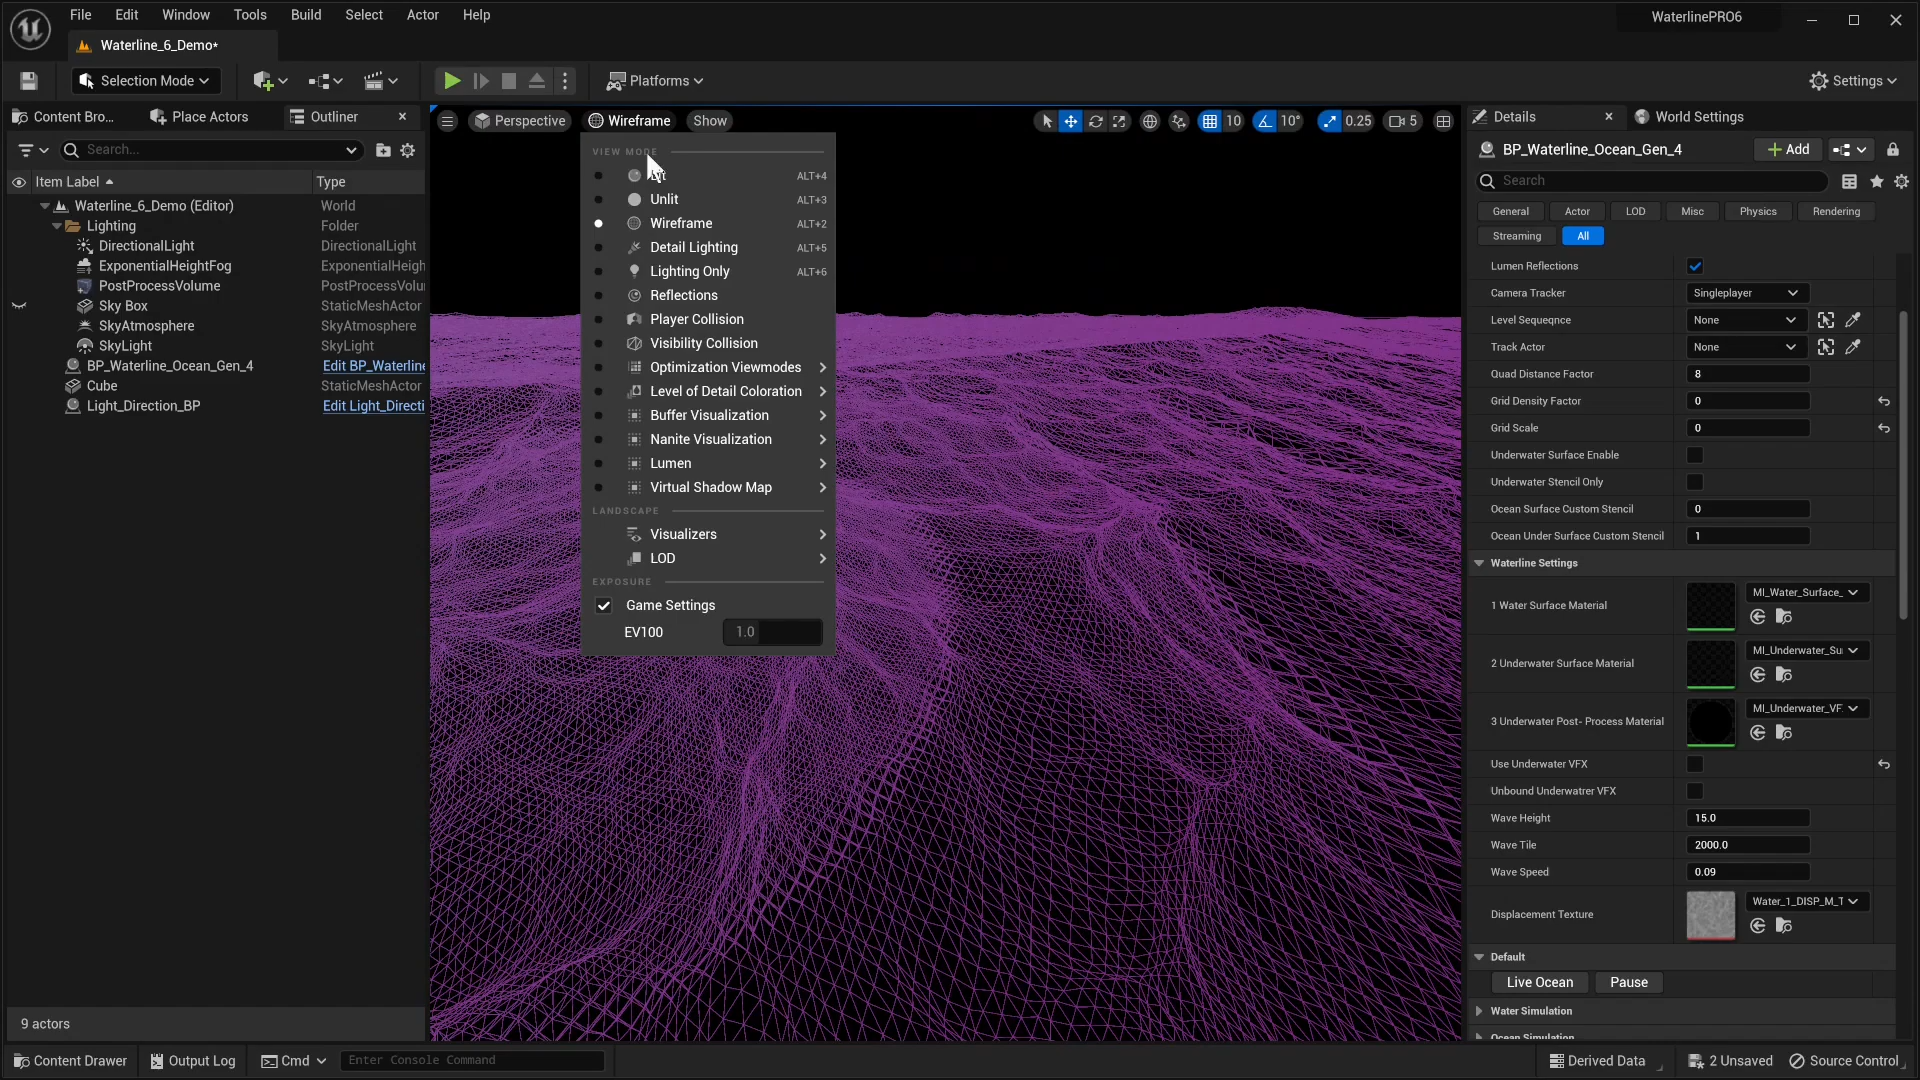 File Edit Window Tools Build Select Actor Help
WaterlinePRO6
Waterline_6_Demo*
Selection Mode
Platforms
Settings
Content Bro...
Place Actors
Outliner
Perspective
Wireframe
Show
10
10°
0.25
5
Details
World Settings
Search...
Item Label
Type
Waterline_6_Demo (Editor) World
Lighting Folder
DirectionalLight DirectionalLight
ExponentialHeightFog ExponentialHeigh
PostProcessVolume PostProcessVolu
Sky Box StaticMeshActor
SkyAtmosphere SkyAtmosphere
SkyLight SkyLight
BP_Waterline_Ocean_Gen_4 Edit BP_Waterline
Cube StaticMeshActor
Light_Direction_BP Edit Light_Directi
9 actors
VIEW MODE
ALT+4
Unlit ALT+3
Wireframe ALT+2
Detail Lighting ALT+5
Lighting Only ALT+6
Reflections
Player Collision
Visibility Collision
Optimization Viewmodes
Level of Detail Coloration
Buffer Visualization
Nanite Visualization
Lumen
Virtual Shadow Map
LANDSCAPE
Visualizers
LOD
EXPOSURE
Game Settings
EV100 1.0
BP_Waterline_Ocean_Gen_4
Add
Search
General Actor LOD Misc Physics Rendering
Streaming All
Lumen Reflections
Camera Tracker Singleplayer
Level Sequeqnce None
Track Actor None
Quad Distance Factor 8
Grid Density Factor 0
Grid Scale 0
Underwater Surface Enable
Underwater Stencil Only
Ocean Surface Custom Stencil 0
Ocean Under Surface Custom Stencil 1
Waterline Settings
1 Water Surface Material MI_Water_Surface_
2 Underwater Surface Material MI_Underwater_Su
3 Underwater Post- Process Material MI_Underwater_VF
Use Underwater VFX
Unbound Underwatrer VFX
Wave Height 15.0
Wave Tile 2000.0
Wave Speed 0.09
Displacement Texture Water_1_DISP_M_T
Default
Live Ocean Pause
Water Simulation
Ocean Simulation
Content Drawer
Output Log
Cmd
Enter Console Command
Derived Data
2 Unsaved
Source Control